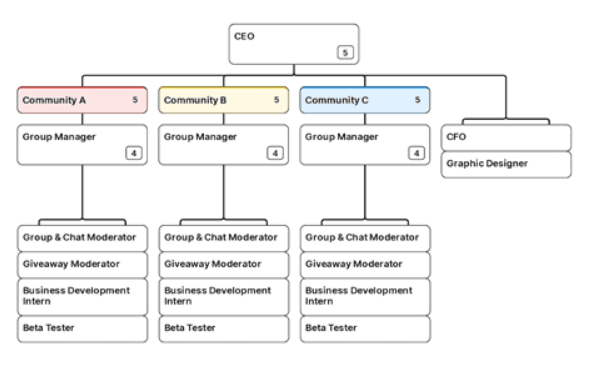 CEO
5
Community A 5
Community B 5
Community C 5
Group Manager
4
Group Manager
4
Group Manager
4
CFO
Graphic Designer
Group & Chat Moderator
Giveaway Moderator
Business Development
Intern
Beta Tester
Group & Chat Moderator
Giveaway Moderator
Business Development
Intern
Beta Tester
Group & Chat Moderator
Giveaway Moderator
Business Development
Intern
Beta Tester